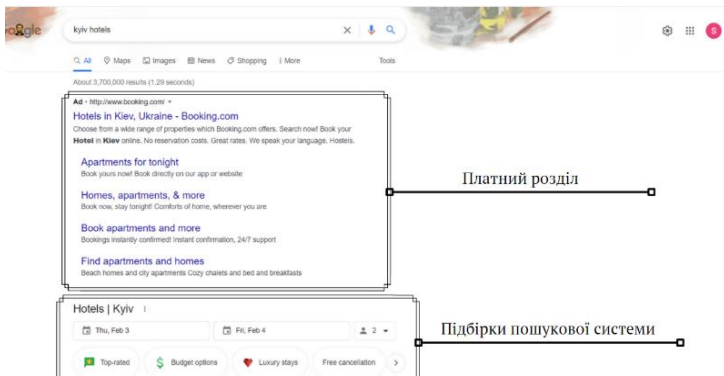 Google
kyiv hotels
All Maps Images News Shopping More Tools
About 3,700,000 results (1.29 seconds)
Ad · http://www.booking.com/
Hotels in Kiev, Ukraine - Booking.com
Choose from a wide range of properties which Booking.com offers. Search now! Book your
Hotel in Kiev online. No reservation costs. Great rates. We speak your language. Hostels.
Apartments for tonight
Book yours now! Book directly on our app or website
Homes, apartments, & more
Book now, stay tonight! Comforts of home, wherever you are
Book apartments and more
Bookings instantly confirmed! Instant confirmation, 24/7 support
Find apartments and homes
Beach homes and city apartments Cozy chalets and bed and breakfasts
Платний розділ
Hotels | Kyiv
Thu, Feb 3 Fri, Feb 4 2
Top-rated Budget options Luxury stays Free cancellation
Підбірки пошукової системи
S